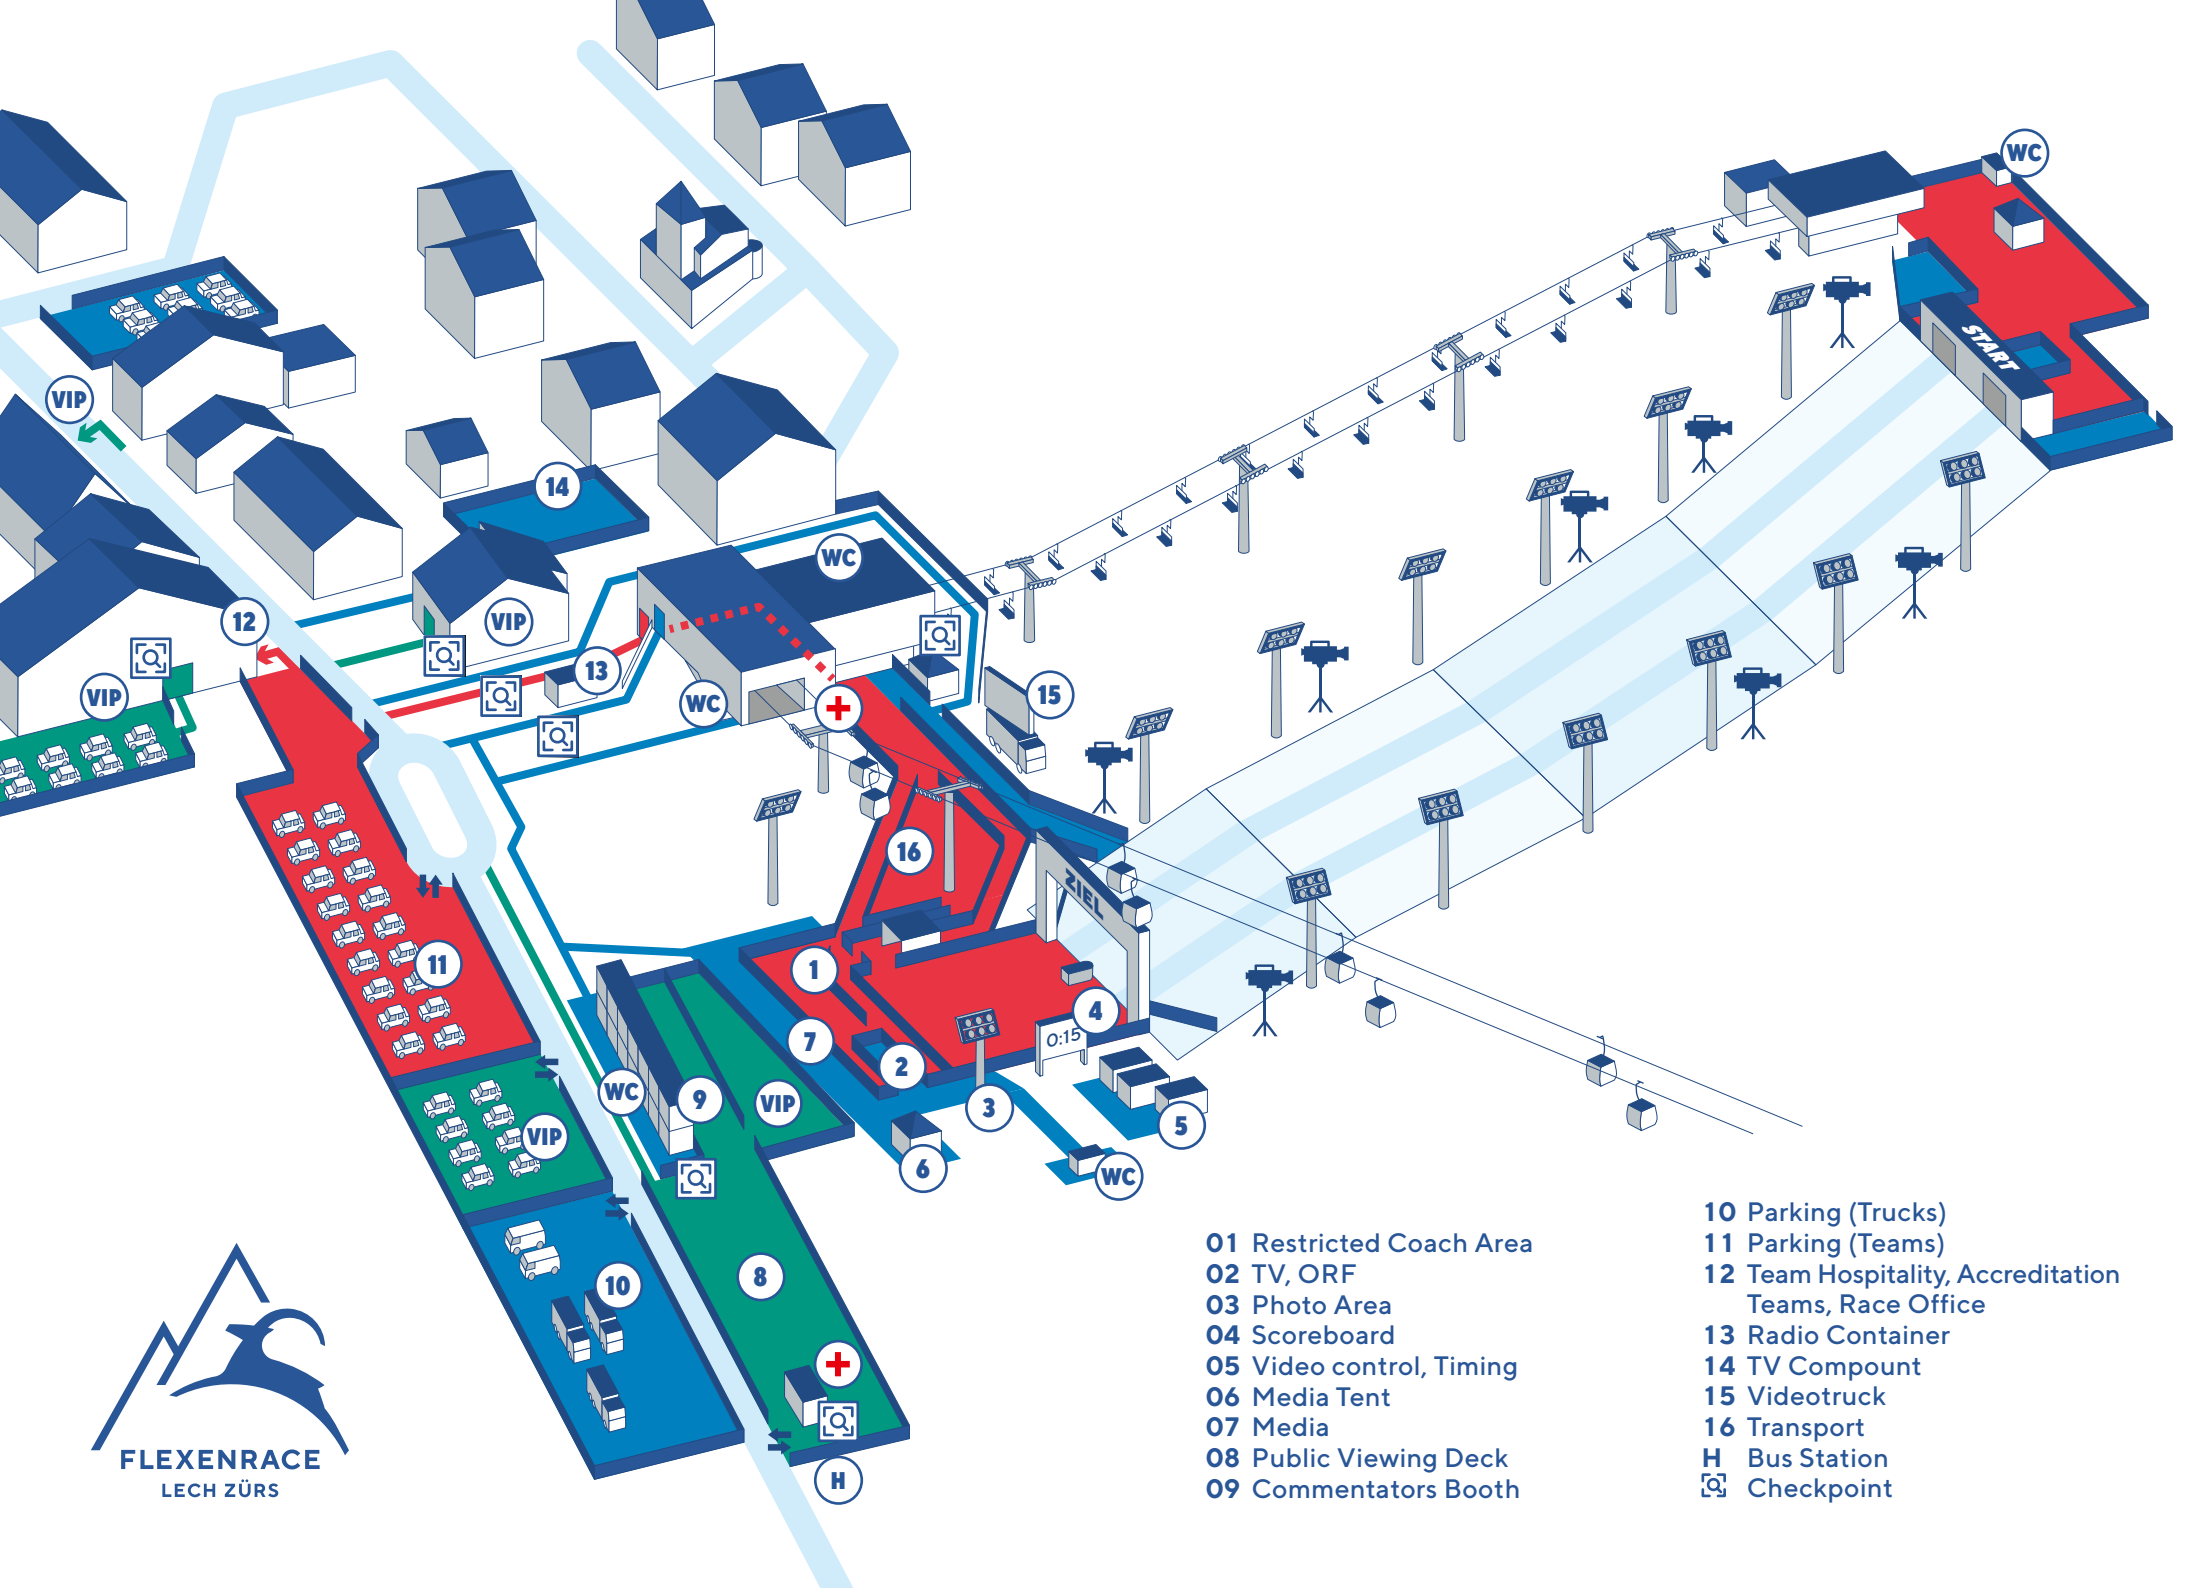 WC
START
VIP
14
WC
12
VIP
13
VIP
WC
15
16
ZIEL
11
1
4
0:15
7
2
WC
9
VIP
3
5
VIP
6
WC
8
10
H
01 Restricted Coach Area
02 TV, ORF
03 Photo Area
04 Scoreboard
05 Video control, Timing
06 Media Tent
07 Media
08 Public Viewing Deck
09 Commentators Booth
10 Parking (Trucks)
11 Parking (Teams)
12 Team Hospitality, Accreditation
Teams, Race Office
13 Radio Container
14 TV Compount
15 Videotruck
16 Transport
H Bus Station
Checkpoint
FLEXENRACE
LECH ZÜRS